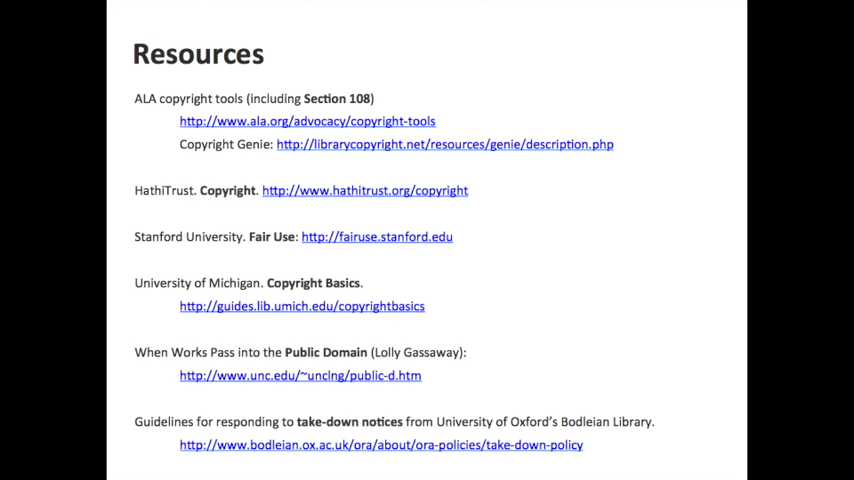 Resources
ALA copyright tools (including Section 108)
http://www.ala.org/advocacy/copyright-tools
Copyright Genie: http://librarycopyright.net/resources/genie/description.php
HathiTrust. Copyright. http://www.hathitrust.org/copyright
Stanford University. Fair Use: http://fairuse.stanford.edu
University of Michigan. Copyright Basics.
http://guides.lib.umich.edu/copyrightbasics
When Works Pass into the Public Domain (Lolly Gassaway):
http://www.unc.edu/~unclng/public-d.htm
Guidelines for responding to take-down notices from University of Oxford's Bodleian Library.
http://www.bodleian.ox.ac.uk/ora/about/ora-policies/take-down-policy